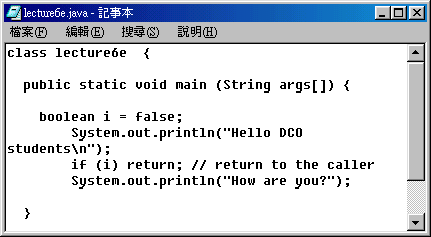 lecture6e.java - 記事本
檔案(F) 編輯(E) 搜尋(S) 說明(H)
class lecture6e  {
  public static void main (String args[]) {
    boolean i = false;
        System.out.println("Hello DCO
students\n");
        if (i) return; // return to the caller
        System.out.println("How are you?");
  }